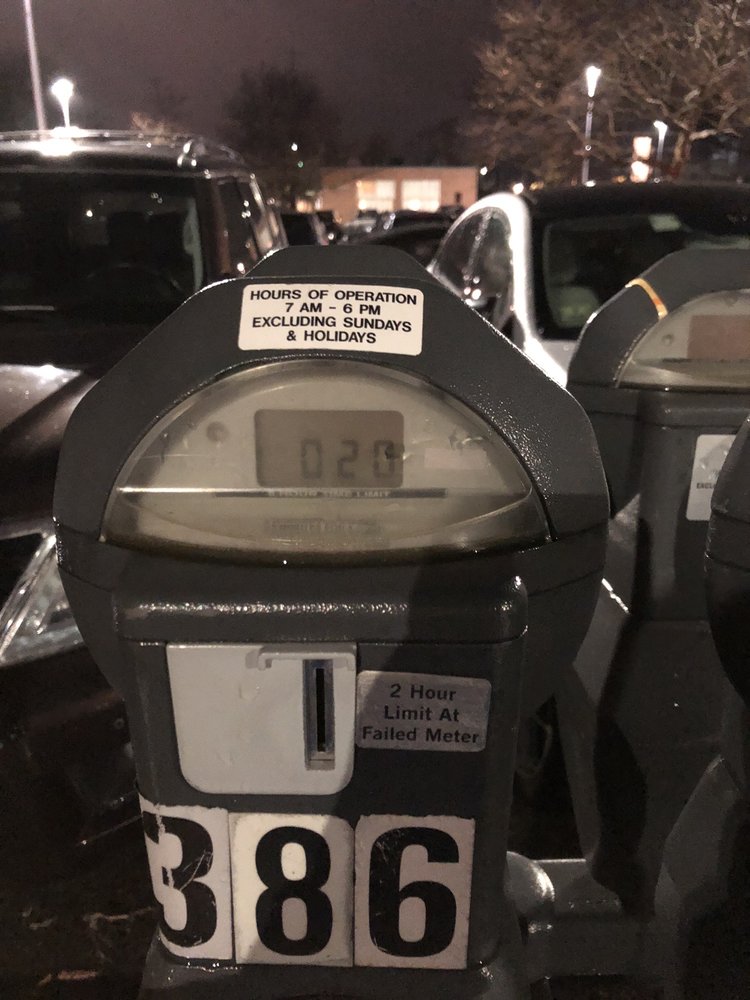 HOURS OF OPERATION
7 AM - 6 PM
EXCLUDING SUNDAYS
& HOLIDAYS
020
2 Hour
Limit At
Failed Meter
386